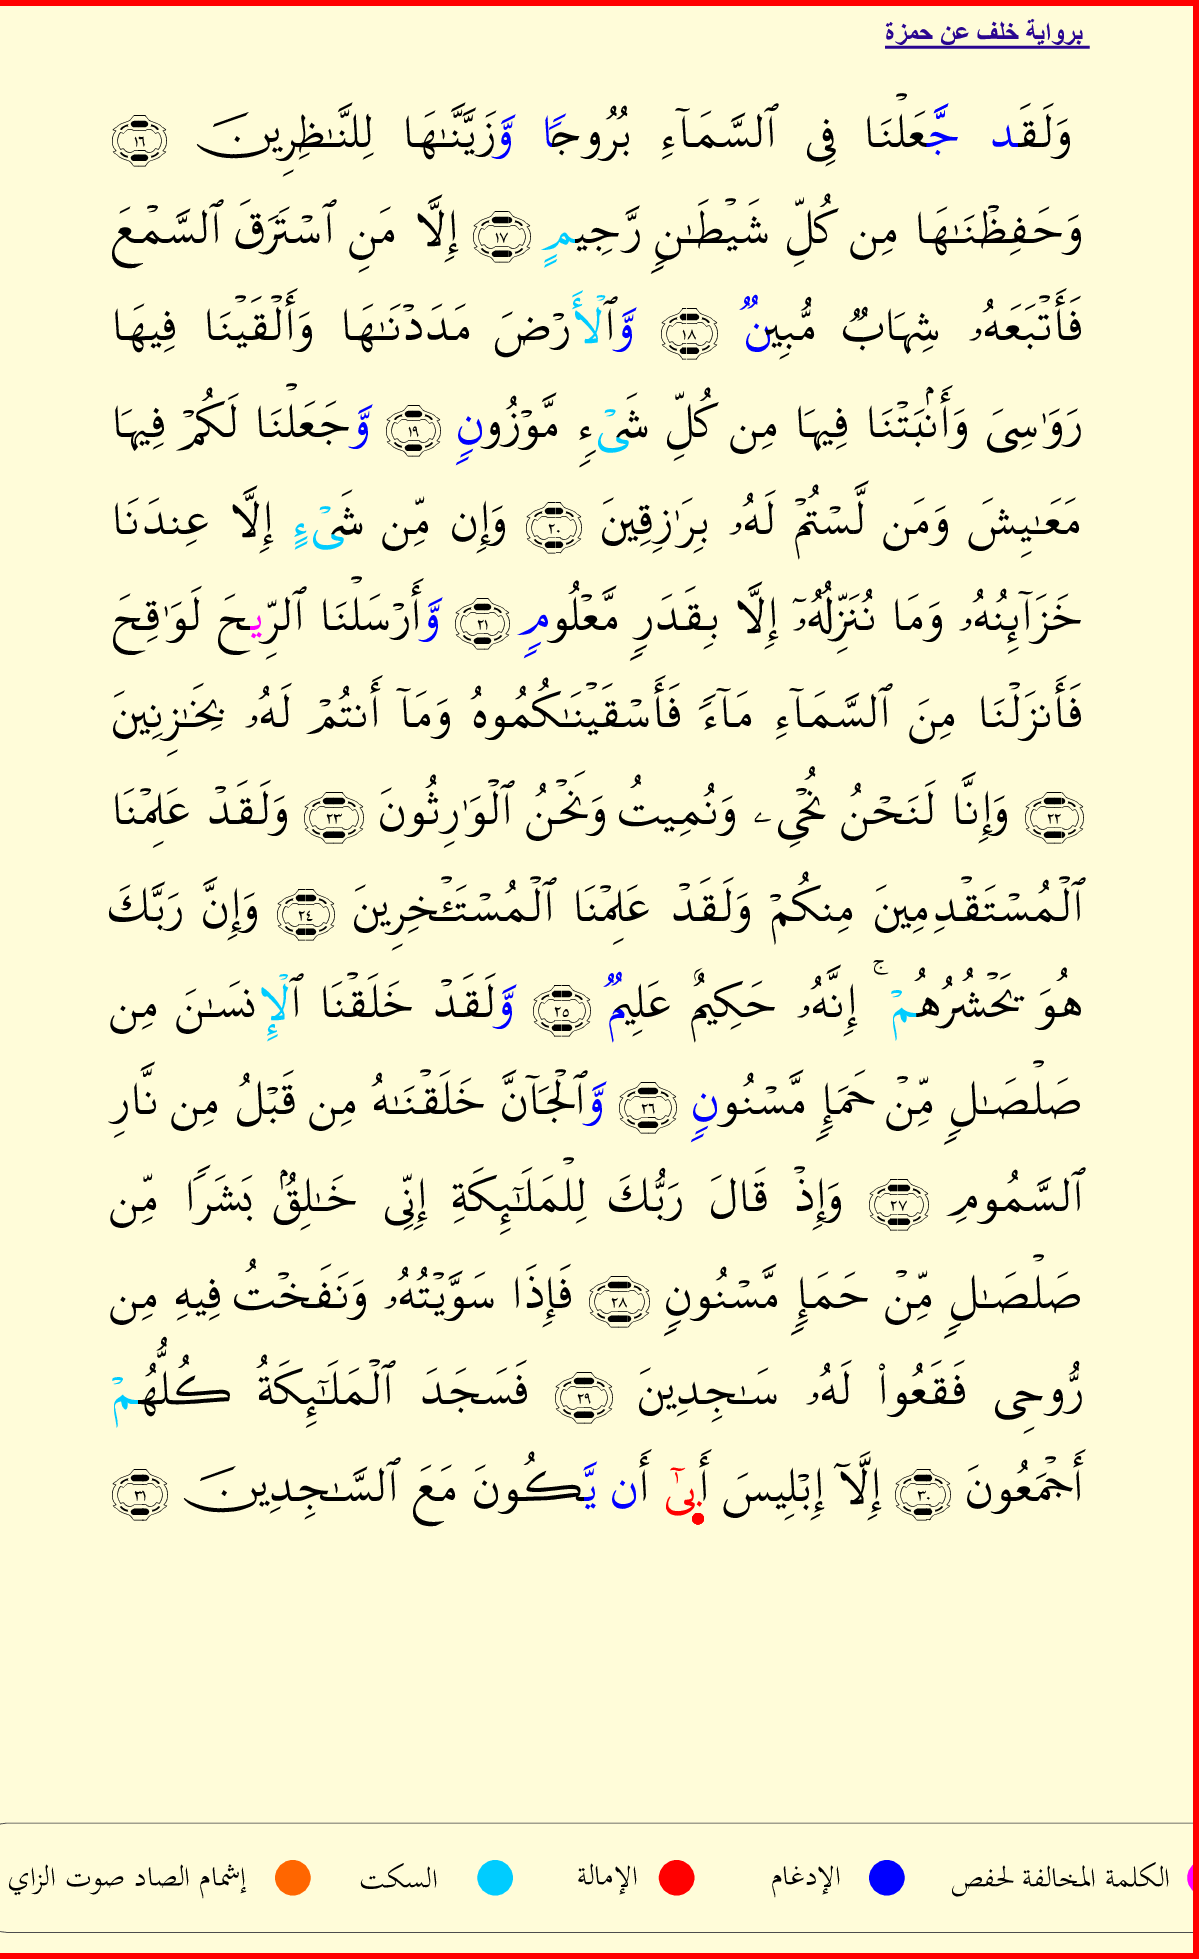 برواية خلف عن حمزة
وَلَقَد جَّعَلۡنَا فِي ٱلسَّمَآءِ بُرُوجٗا وَّزَيَّنَّٰهَا لِلنَّٰظِرِينَ ١٦
وَحَفِظۡنَٰهَا مِن كُلِّ شَيۡطَٰنٖ رَّجِيمٍ ١٧ إِلَّا مَنِ ٱسۡتَرَقَ ٱلسَّمۡعَ
فَأَتۡبَعَهُۥ شِهَابٞ مُّبِينٞ ١٨ وَّٱلۡأَرۡضَ مَدَدۡنَٰهَا وَأَلۡقَيۡنَا فِيهَا
رَوَٰسِيَ وَأَنۢبَتۡنَا فِيهَا مِن كُلِّ شَيۡءٖ مَّوۡزُونٖ ١٩ وَّجَعَلۡنَا لَكُمۡ فِيهَا
مَعَٰيِشَ وَمَن لَّسۡتُمۡ لَهُۥ بِرَٰزِقِينَ ٢٠ وَإِن مِّن شَيۡءٍ إِلَّا عِندَنَا
خَزَآئِنُهُۥ وَمَا نُنَزِّلُهُۥٓ إِلَّا بِقَدَرٖ مَّعۡلُومٖ ٢١ وَّأَرۡسَلۡنَا ٱلرِّيحَ لَوَٰقِحَ
فَأَنزَلۡنَا مِنَ ٱلسَّمَآءِ مَآءٗ فَأَسۡقَيۡنَٰكُمُوهُ وَمَآ أَنتُمۡ لَهُۥ بِخَٰزِنِينَ
٢٢ وَإِنَّا لَنَحۡنُ نُحۡيِۦ وَنُمِيتُ وَنَحۡنُ ٱلۡوَٰرِثُونَ ٢٣ وَلَقَدۡ عَلِمۡنَا
ٱلۡمُسۡتَقۡدِمِينَ مِنكُمۡ وَلَقَدۡ عَلِمۡنَا ٱلۡمُسۡتَـٔۡخِرِينَ ٢٤ وَإِنَّ رَبَّكَ
هُوَ يَحۡشُرُهُمۡۚ إِنَّهُۥ حَكِيمٌ عَلِيمٞ ٢٥ وَّلَقَدۡ خَلَقۡنَا ٱلۡإِنسَٰنَ مِن
صَلۡصَٰلٖ مِّنۡ حَمَإٖ مَّسۡنُونٖ ٢٦ وَّٱلۡجَآنَّ خَلَقۡنَٰهُ مِن قَبۡلُ مِن نَّارِ
ٱلسَّمُومِ ٢٧ وَإِذۡ قَالَ رَبُّكَ لِلۡمَلَٰٓئِكَةِ إِنِّي خَٰلِقُۢ بَشَرٗا مِّن
صَلۡصَٰلٖ مِّنۡ حَمَإٖ مَّسۡنُونٖ ٢٨ فَإِذَا سَوَّيۡتُهُۥ وَنَفَخۡتُ فِيهِ مِن
رُّوحِي فَقَعُواْ لَهُۥ سَٰجِدِينَ ٢٩ فَسَجَدَ ٱلۡمَلَٰٓئِكَةُ كُلُّهُمۡ
أَجۡمَعُونَ ٣٠ إِلَّآ إِبۡلِيسَ أَبَىٰٓ أَن يَّكُونَ مَعَ ٱلسَّٰجِدِينَ ٣١
الكلمة المخالفة لحفص الإدغام الإمالة السكت إشمام الصاد صوت الزاي